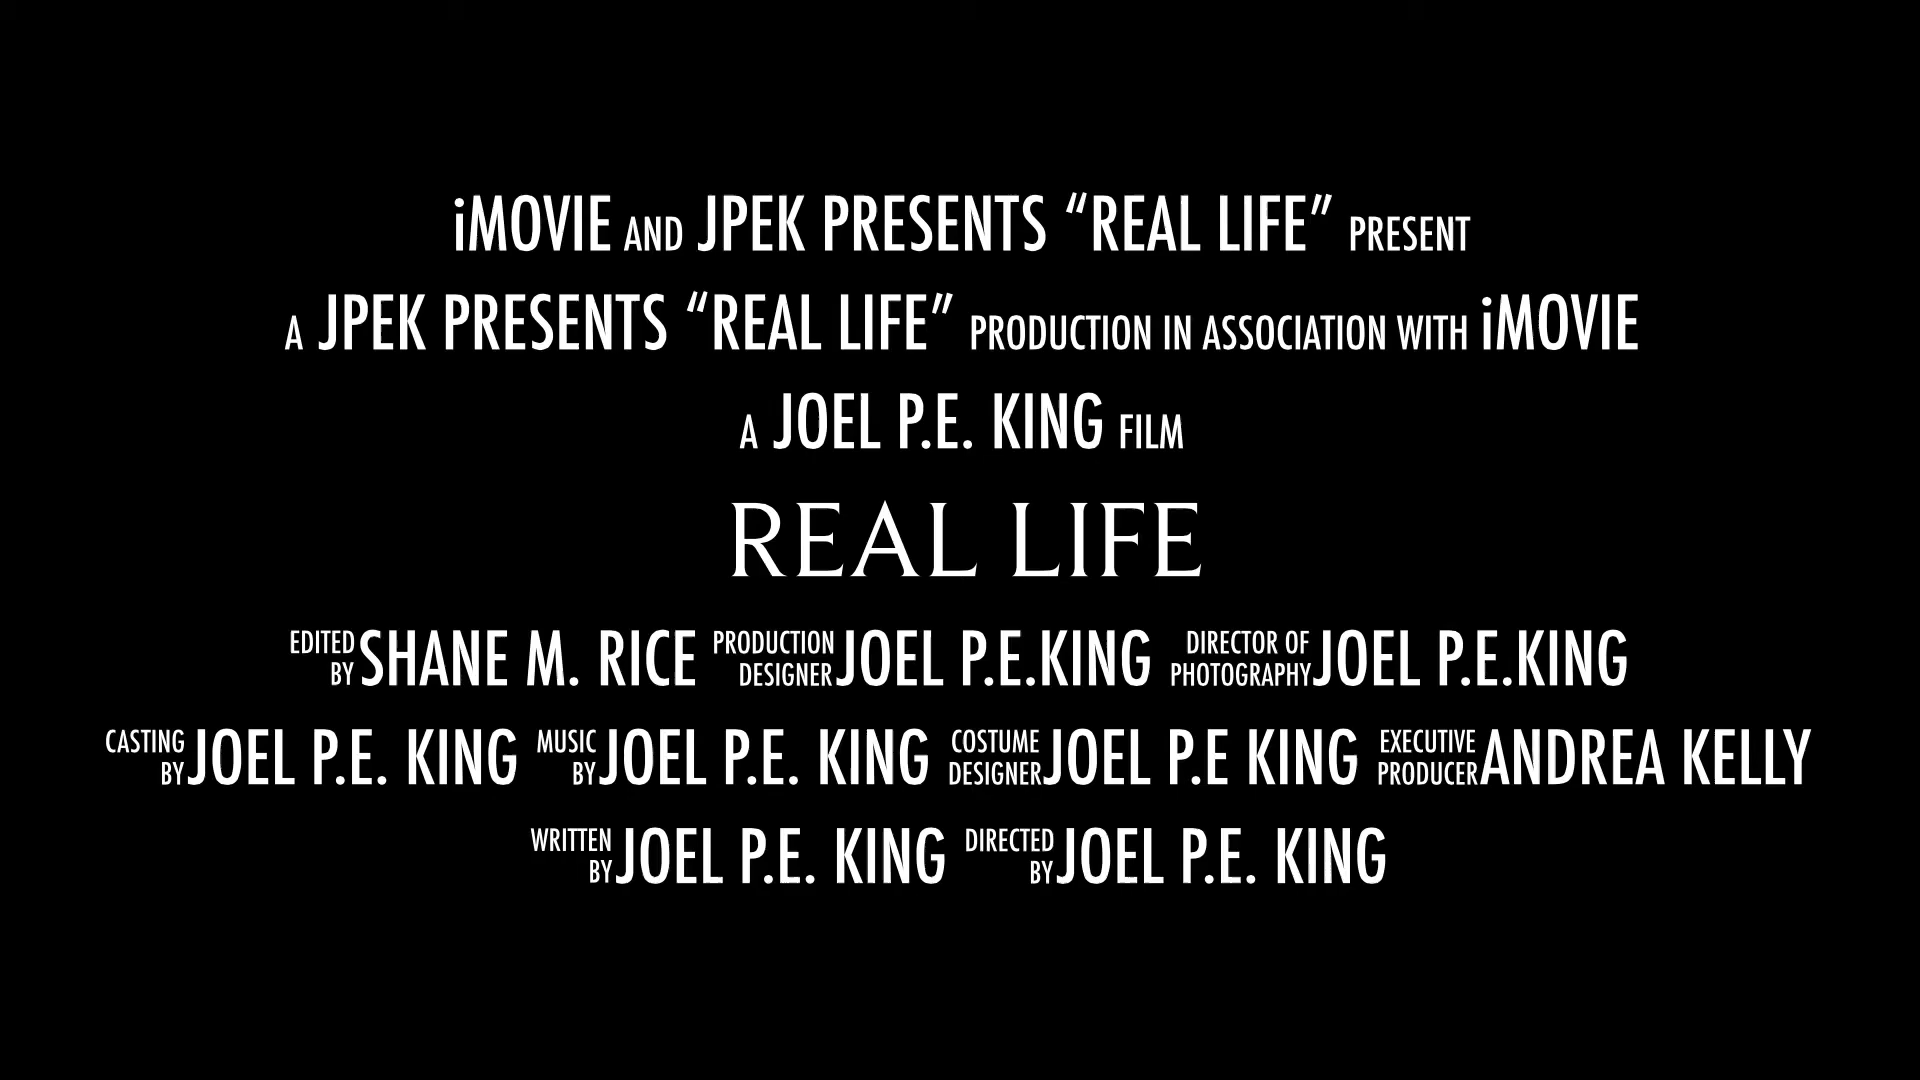 iMOVIE AND JPEK PRESENTS “REAL LIFE” PRESENT
A JPEK PRESENTS “REAL LIFE” PRODUCTION IN ASSOCIATION WITH iMOVIE
A JOEL P.E. KING FILM
REAL LIFE
EDITED BY SHANE M. RICE PRODUCTION DESIGNER JOEL P.E.KING DIRECTOR OF PHOTOGRAPHY JOEL P.E.KING
CASTING BY JOEL P.E. KING MUSIC BY JOEL P.E. KING COSTUME DESIGNER JOEL P.E KING EXECUTIVE PRODUCER ANDREA KELLY
WRITTEN BY JOEL P.E. KING DIRECTED BY JOEL P.E. KING